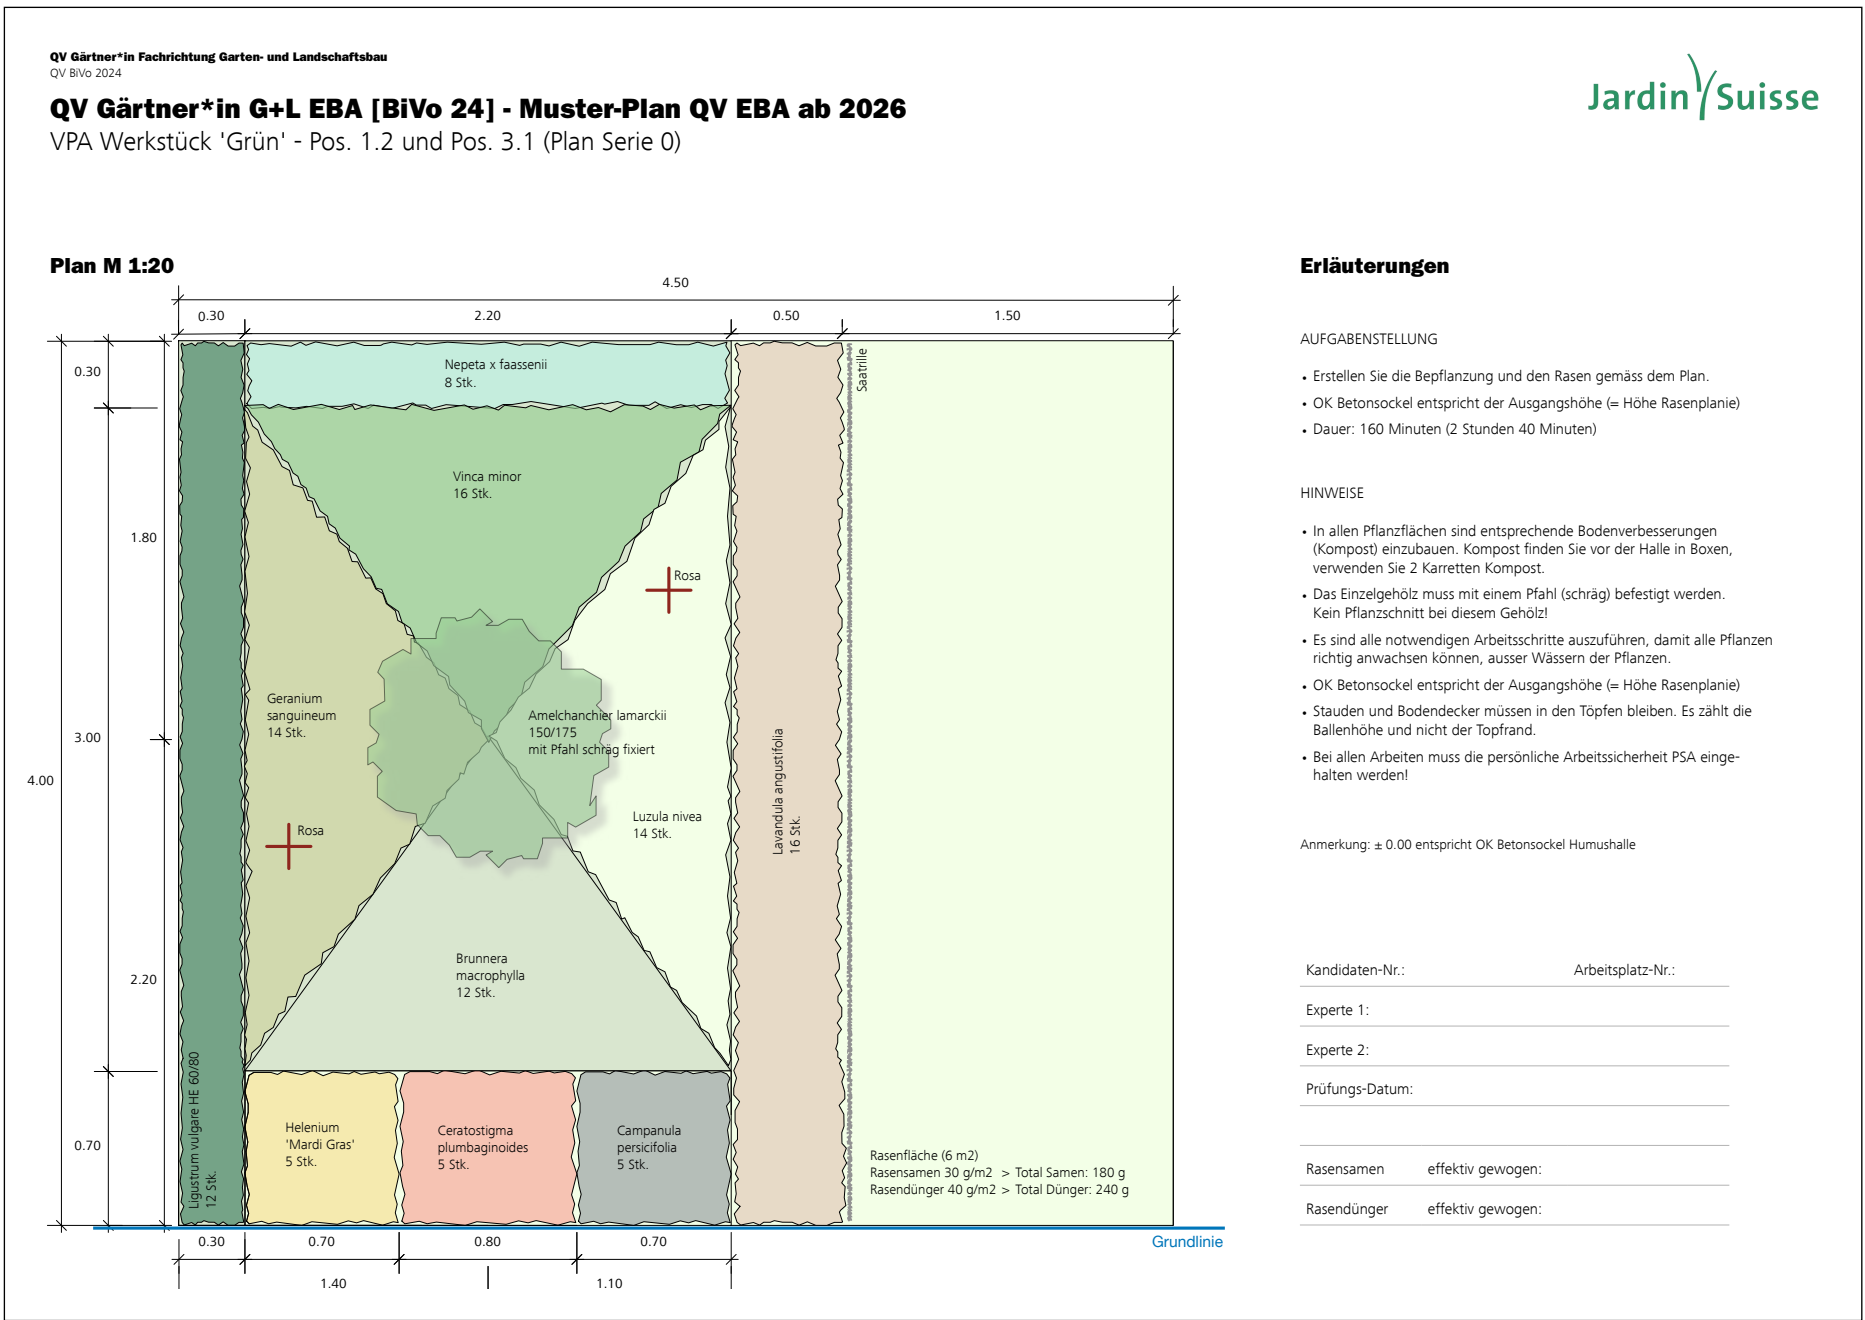 QV Gärtner*in Fachrichtung Garten- und Landschaftsbau
QV BiVo 2024
QV Gärtner*in G+L EBA [BiVo 24] - Muster-Plan QV EBA ab 2026
VPA Werkstück 'Grün' - Pos. 1.2 und Pos. 3.1 (Plan Serie 0)
Jardin Suisse
Plan M 1:20
4.50
0.30
2.20
0.50
1.50
0.30
1.80
3.00
4.00
2.20
0.70
Nepeta x faassenii
8 Stk.
Saatrille
Vinca minor
16 Stk.
Rosa
Geranium
sanguineum
14 Stk.
Amelchanchier lamarckii
150/175
mit Pfahl schräg fixiert
Rosa
Luzula nivea
14 Stk.
Lavandula angustifolia
16 Stk.
Brunnera
macrophylla
12 Stk.
Ligustrum vulgare HE 60/80
12 Stk.
Helenium
'Mardi Gras'
5 Stk.
Ceratostigma
plumbaginoides
5 Stk.
Campanula
persicifolia
5 Stk.
Rasenfläche (6 m2)
Rasensamen 30 g/m2 > Total Samen: 180 g
Rasendünger 40 g/m2 > Total Dünger: 240 g
Grundlinie
0.30
0.70
0.80
0.70
1.40
1.10
Erläuterungen
AUFGABENSTELLUNG
• Erstellen Sie die Bepflanzung und den Rasen gemäss dem Plan.
• OK Betonsockel entspricht der Ausgangshöhe (= Höhe Rasenplanie)
• Dauer: 160 Minuten (2 Stunden 40 Minuten)
HINWEISE
• In allen Pflanzflächen sind entsprechende Bodenverbesserungen
(Kompost) einzubauen. Kompost finden Sie vor der Halle in Boxen,
verwenden Sie 2 Karretten Kompost.
• Das Einzelgehölz muss mit einem Pfahl (schräg) befestigt werden.
Kein Pflanzschnitt bei diesem Gehölz!
• Es sind alle notwendigen Arbeitsschritte auszuführen, damit alle Pflanzen
richtig anwachsen können, ausser Wässern der Pflanzen.
• OK Betonsockel entspricht der Ausgangshöhe (= Höhe Rasenplanie)
• Stauden und Bodendecker müssen in den Töpfen bleiben. Es zählt die
Ballenhöhe und nicht der Topfrand.
• Bei allen Arbeiten muss die persönliche Arbeitssicherheit PSA einge-
halten werden!
Anmerkung: ± 0.00 entspricht OK Betonsockel Humushalle
Kandidaten-Nr.: Arbeitsplatz-Nr.:
Experte 1:
Experte 2:
Prüfungs-Datum:
Rasensamen effektiv gewogen:
Rasendünger effektiv gewogen: